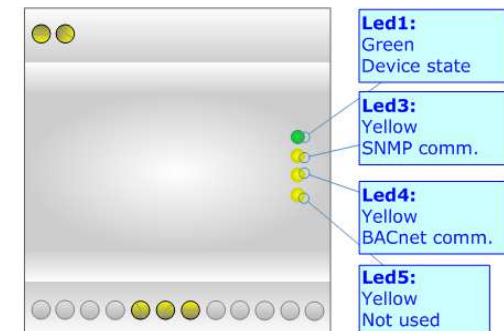 Led1:
Green
Device state
Led3:
Yellow
SNMP comm.
Led4:
Yellow
BACnet comm.
Led5:
Yellow
Not used